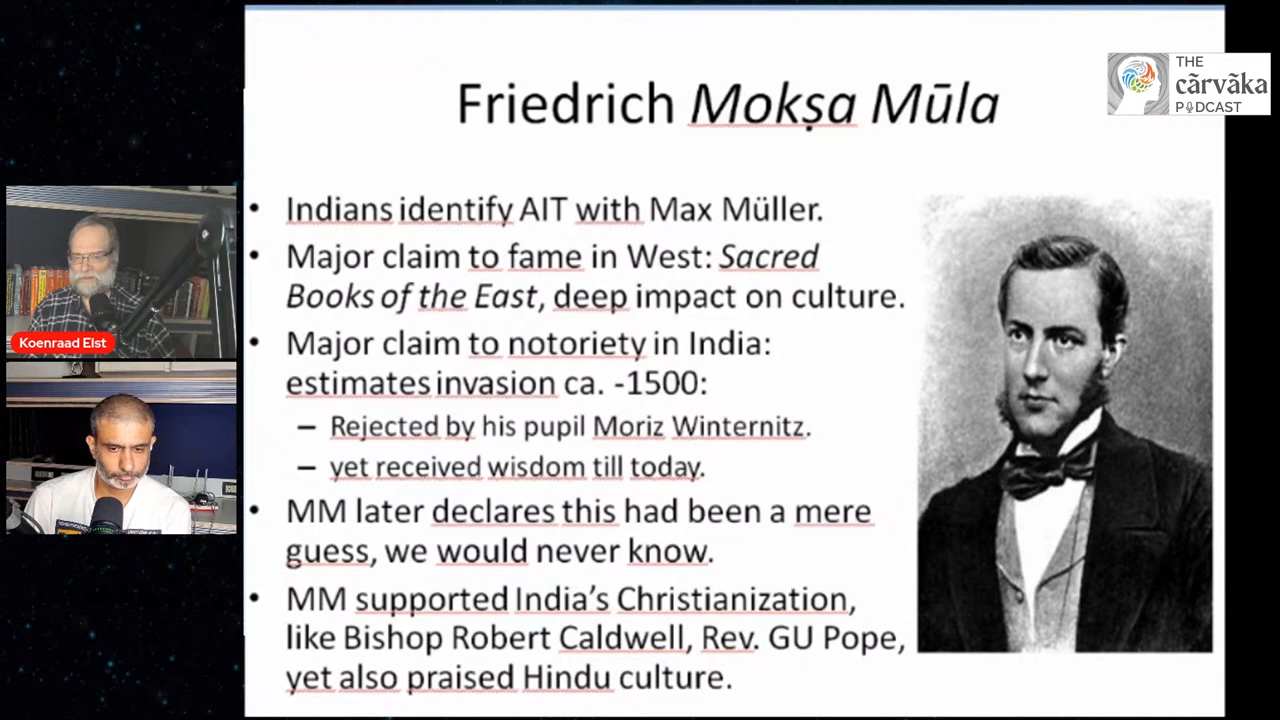 Friedrich Mokṣa Mūla
THE
cārvāka
PODCAST
• Indians identify AIT with Max Müller.
• Major claim to fame in West: Sacred
Books of the East, deep impact on culture.
• Major claim to notoriety in India:
estimates invasion ca. -1500:
– Rejected by his pupil Moriz Winternitz.
– yet received wisdom till today.
• MM later declares this had been a mere
guess, we would never know.
• MM supported India’s Christianization,
like Bishop Robert Caldwell, Rev. GU Pope,
yet also praised Hindu culture.
Koenraad Elst